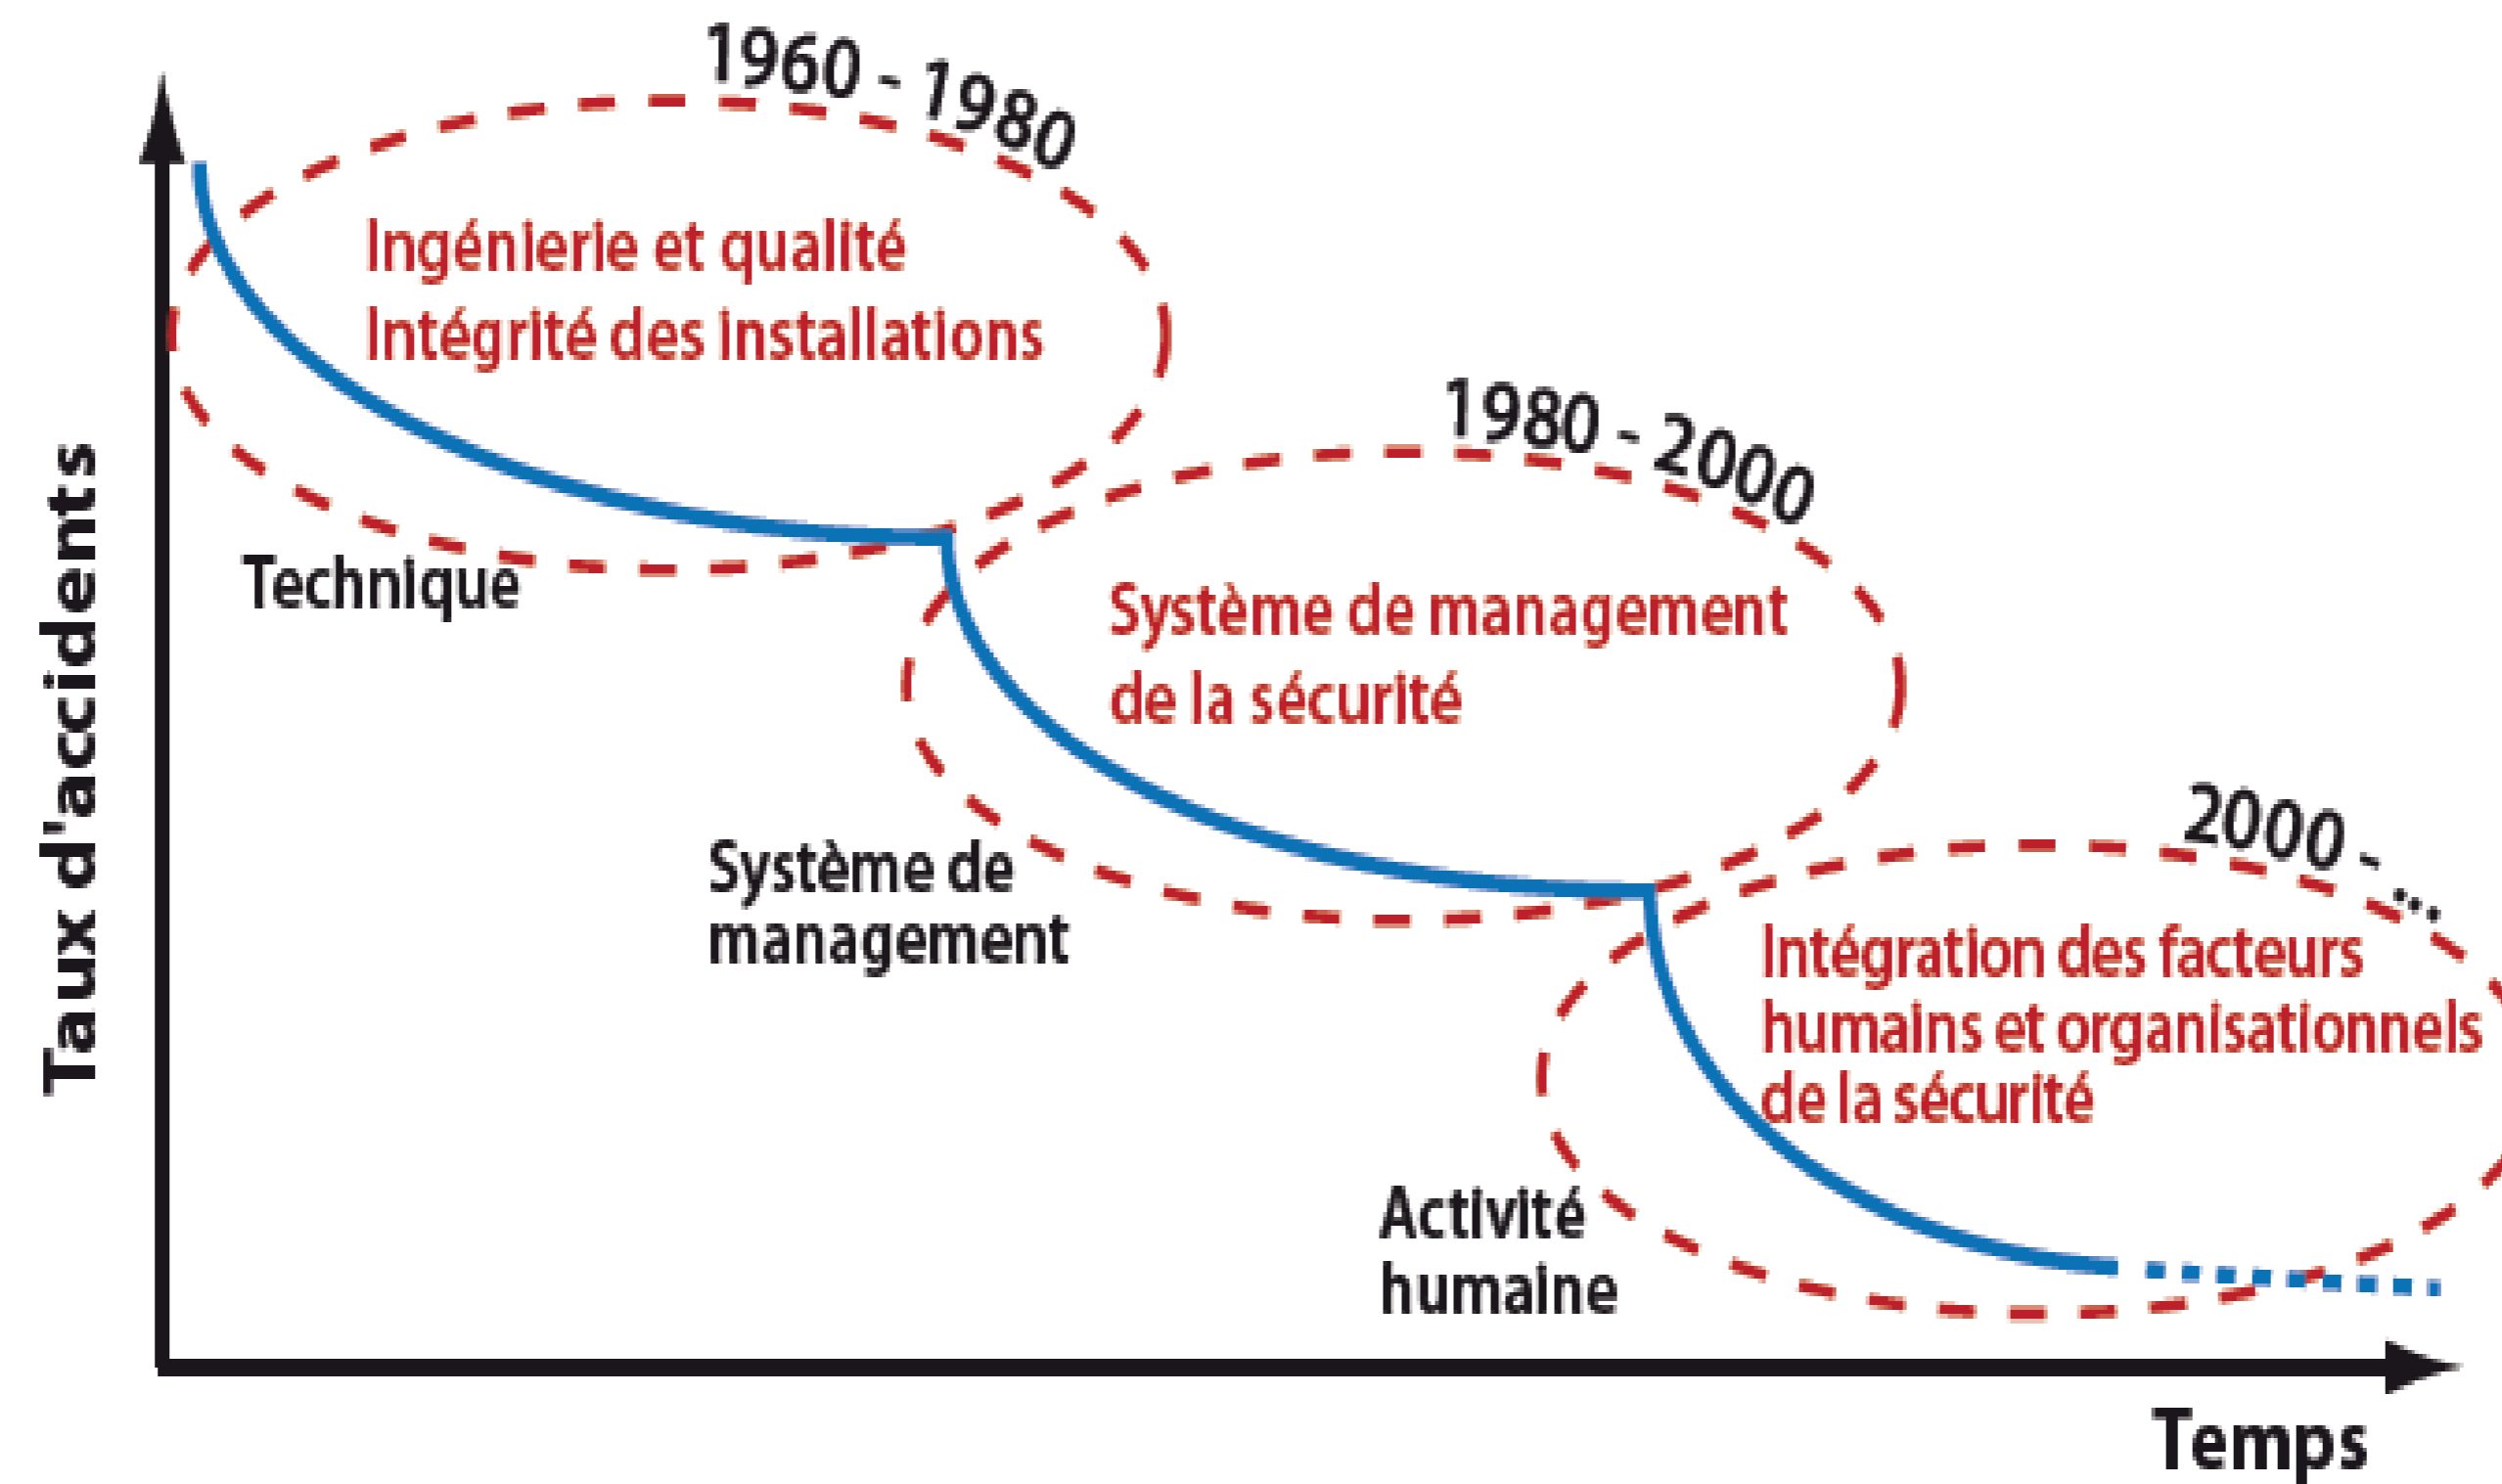 1960 - 1980
Ingénierie et qualité
Intégrité des installations
Technique
1980 - 2000
Système de management
de la sécurité
Système de
management
2000 - ...
Intégration des facteurs
humains et organisationnels
de la sécurité
Activité
humaine
Taux d'accidents
Temps